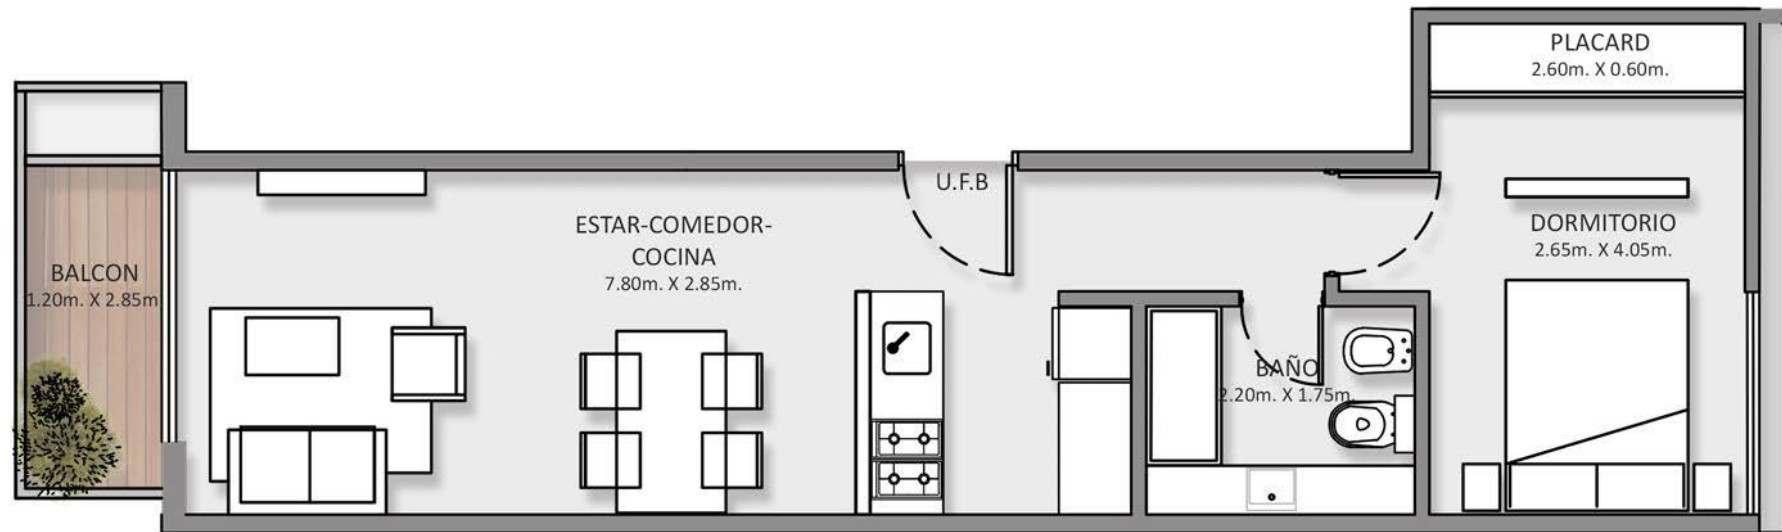 PLACARD
2.60m. X 0.60m.
U.F.B
ESTAR-COMEDOR-
COCINA
7.80m. X 2.85m.
DORMITORIO
2.65m. X 4.05m.
BALCON
1.20m. X 2.85m
BAÑO
2.20m. X 1.75m.